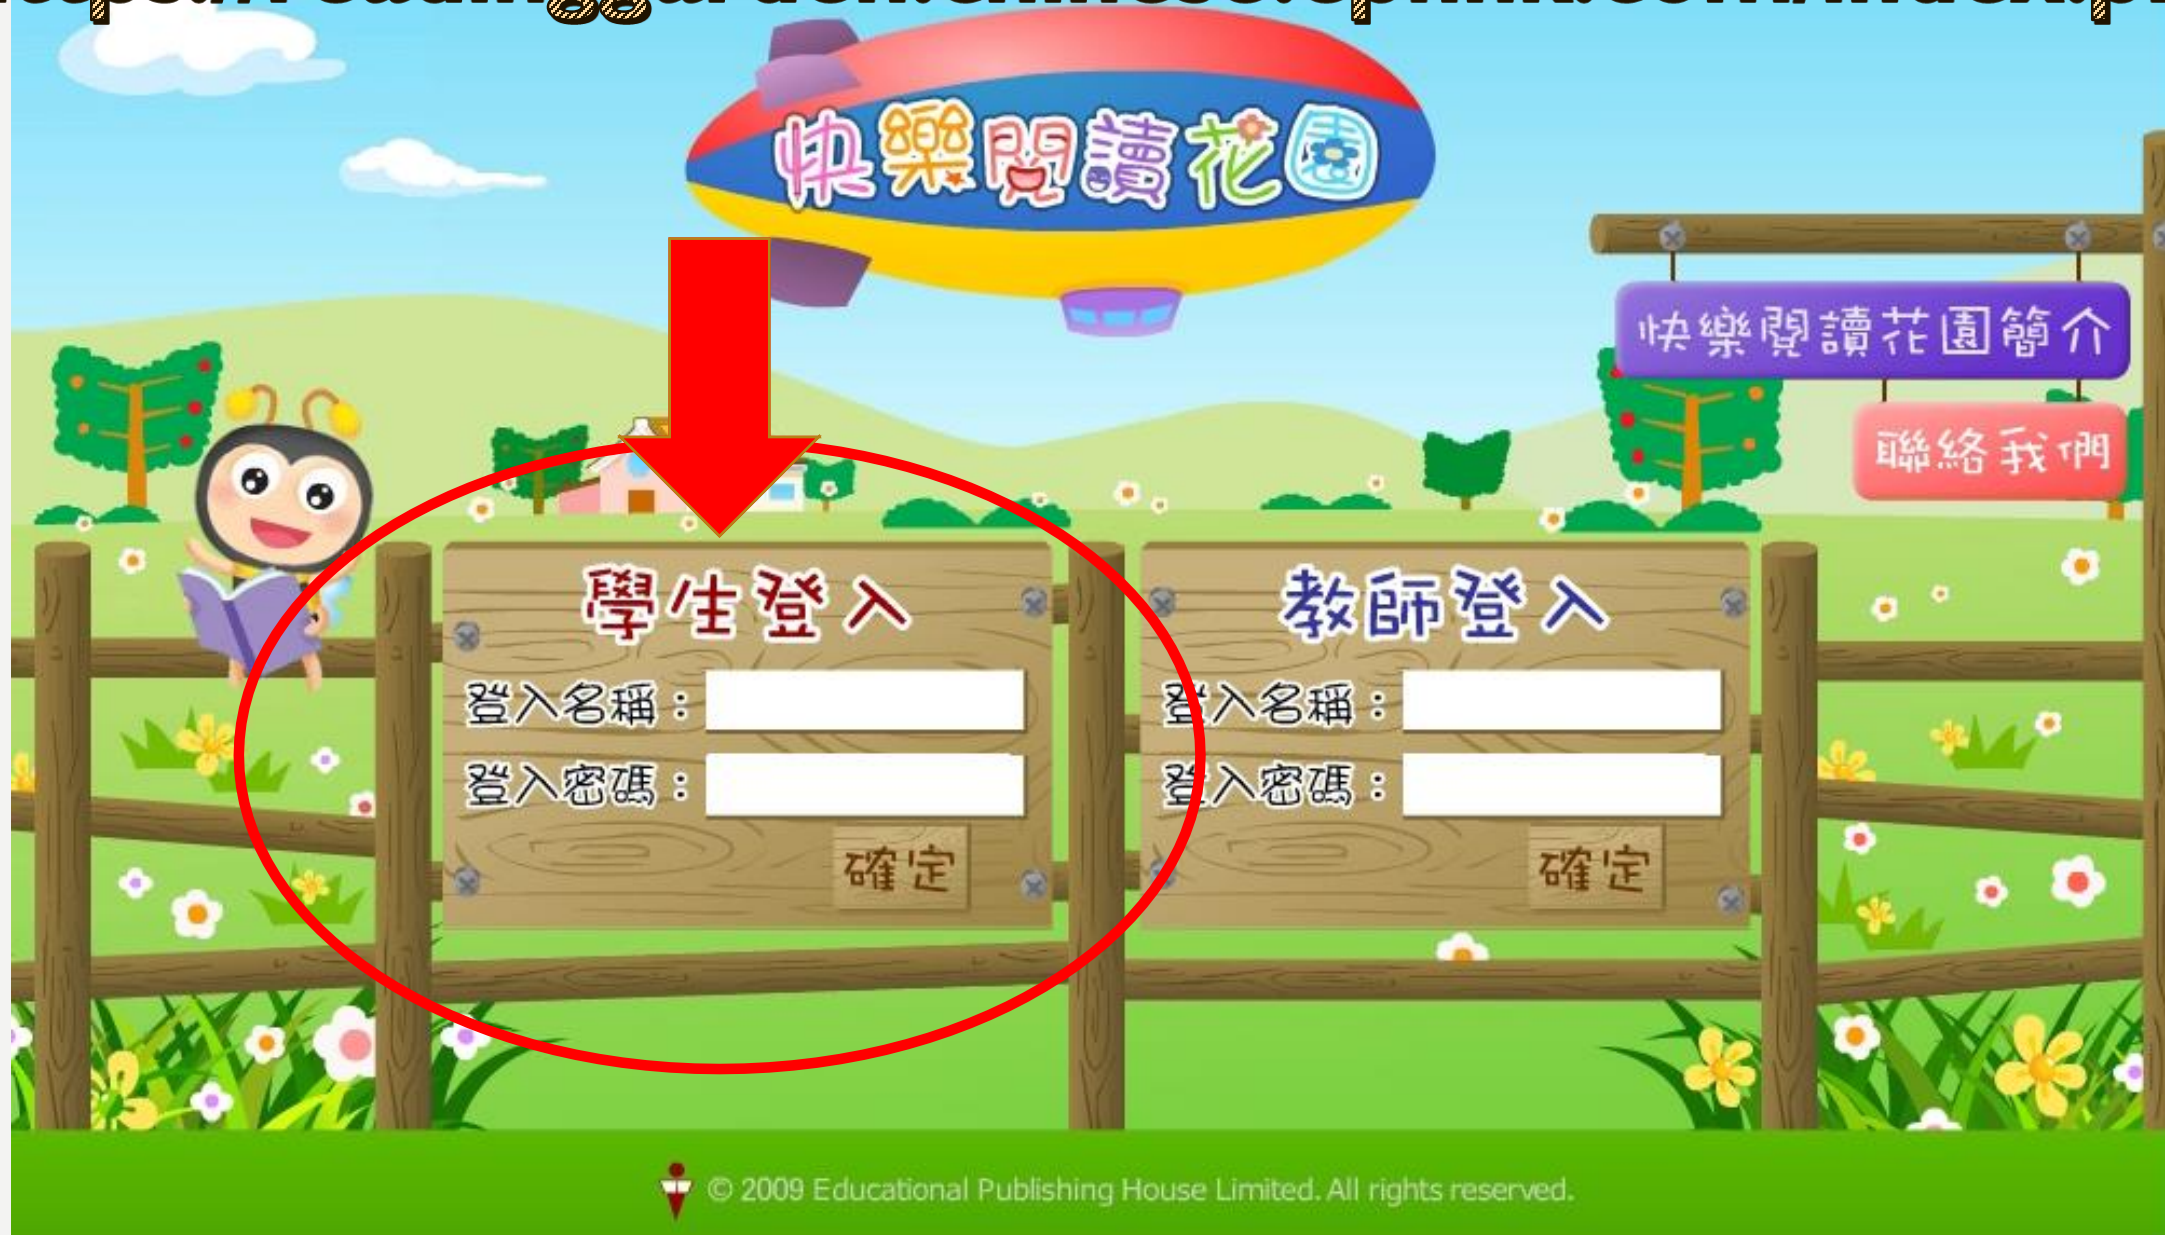 快樂閱讀花園
快樂閱讀花園簡介
聯絡我們
學生登入
登入名稱：
登入密碼：
確定
教師登入
登入名稱：
登入密碼：
確定
© 2009 Educational Publishing House Limited. All rights reserved.